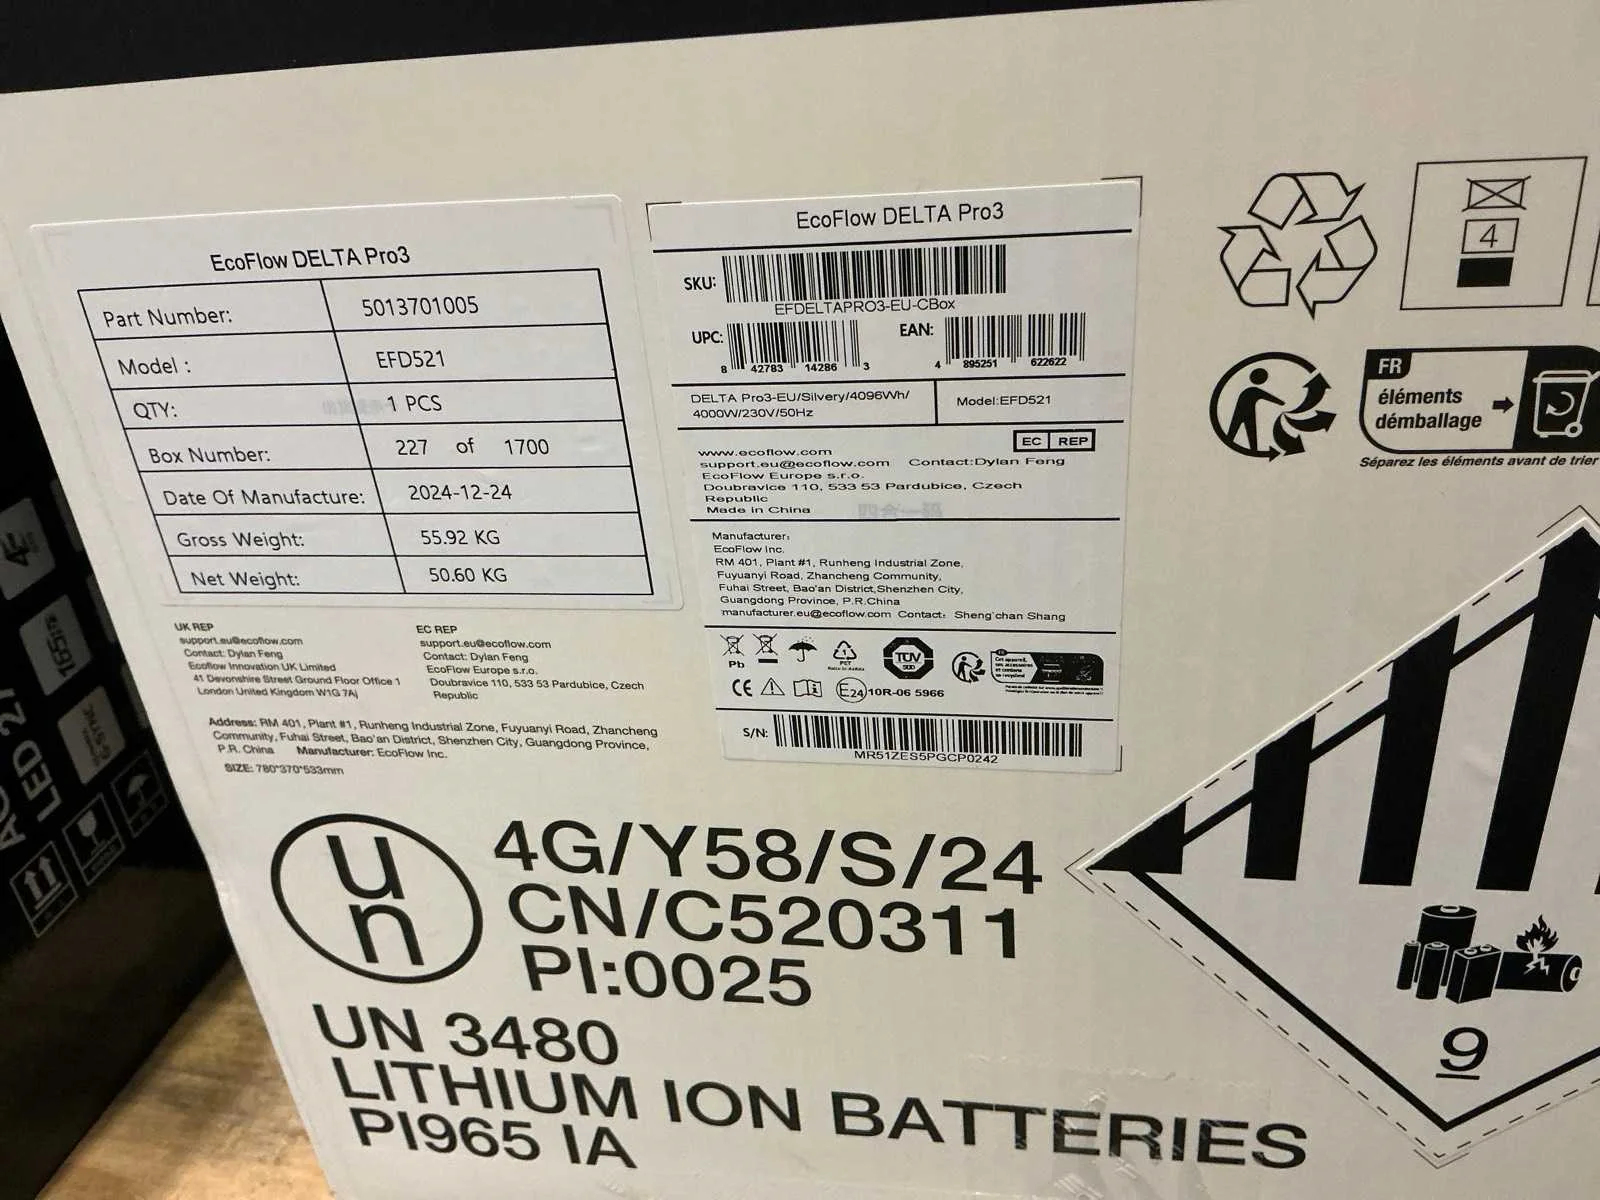 EcoFlow DELTA Pro3
Part Number: 5013701005
Model : EFD521
QTY: 1 PCS
Box Number: 227 of 1700
Date Of Manufacture: 2024-12-24
Gross Weight: 55.92 KG
Net Weight: 50.60 KG
UK REP
support.eu@ecoflow.com
Contact: Dylan Feng
Ecoflow Innovation UK Limited
41 Devonshire Street Ground Floor Office 1
London United Kingdom W1G 7AJ
EC REP
support.eu@ecoflow.com
Contact: Dylan Feng
EcoFlow Europe s.r.o.
Doubravice 110, 533 53 Pardubice, Czech
Republic
Address: RM 401, Plant #1, Runheng Industrial Zone, Fuyuanyi Road, Zhancheng
Community, Fuhai Street, Bao'an District, Shenzhen City, Guangdong Province,
P.R. China Manufacturer: EcoFlow Inc.
SIZE: 780*370*533mm
EcoFlow DELTA Pro3
SKU:
EFDELTAPRO3-EU-CBox
UPC: 8 42783 14286 3
EAN: 4 895251 622622
DELTA Pro3-EU/Silvery/4096Wh/
4000W/230V/50Hz
Model:EFD521
EC REP
www.ecoflow.com
support.eu@ecoflow.com Contact:Dylan Feng
EcoFlow Europe s.r.o.
Doubravice 110, 533 53 Pardubice, Czech
Republic
Made in China
Manufacturer:
EcoFlow Inc.
RM 401, Plant #1, Runheng Industrial Zone,
Fuyuanyi Road, Zhancheng Community,
Fuhai Street, Bao'an District,Shenzhen City,
Guangdong Province, P.R.China
manufacturer.eu@ecoflow.com Contact: Sheng'chan Shang
Pb
PET
TÜV
SÜD
CE
E24 10R-06 5966
S/N:
MR51ZES5PGCP0242
4
FR
éléments
d'emballage
Séparez les éléments avant de trier
un
4G/Y58/S/24
CN/C520311
PI:0025
UN 3480
LITHIUM ION BATTERIES
PI965 IA
9
165
G-SYNC
LED 27